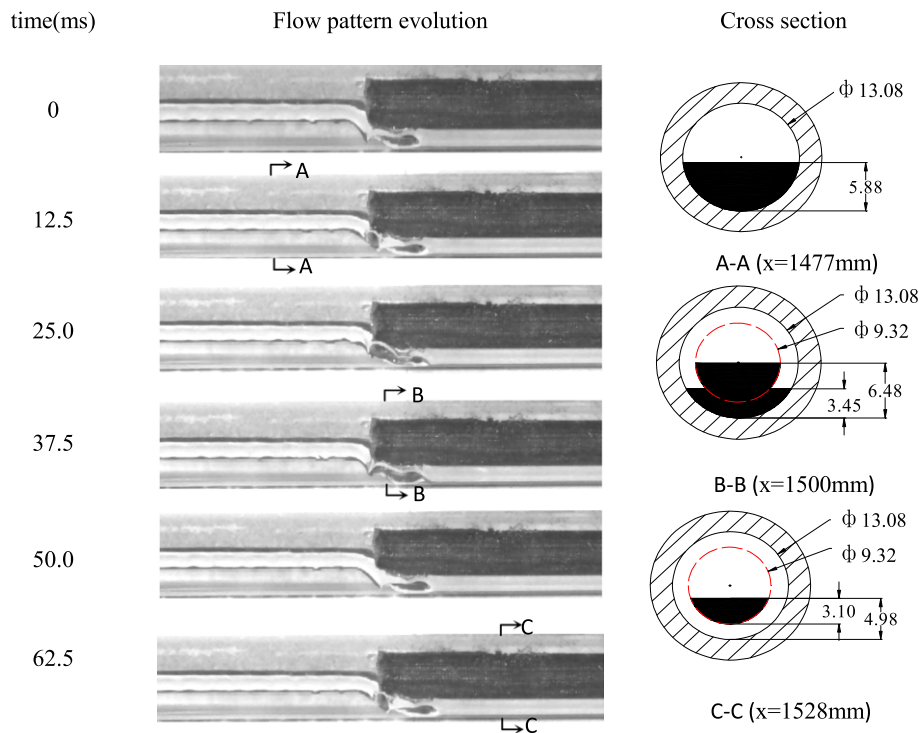 time(ms) Flow pattern evolution Cross section
0
ϕ 13.08
5.88
A
12.5
A
A-A (x=1477mm)
25.0
ϕ 13.08
ϕ 9.32
6.48
3.45
B
37.5
B
B-B (x=1500mm)
50.0
ϕ 13.08
ϕ 9.32
3.10
4.98
C
62.5
C
C-C (x=1528mm)